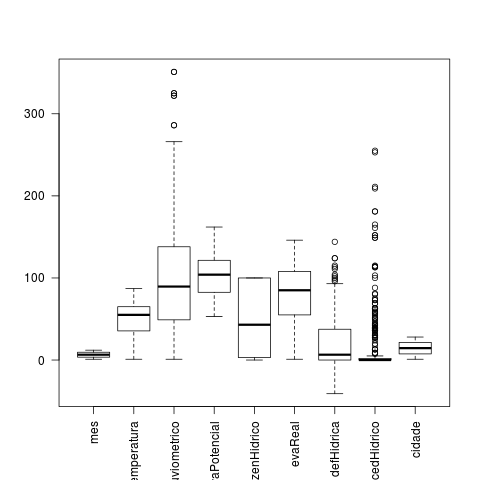 300
200
100
0
mes
emperatura
uviometrico
raPotencial
zenHidrico
evaReal
defHidrica
cedHidrico
cidade